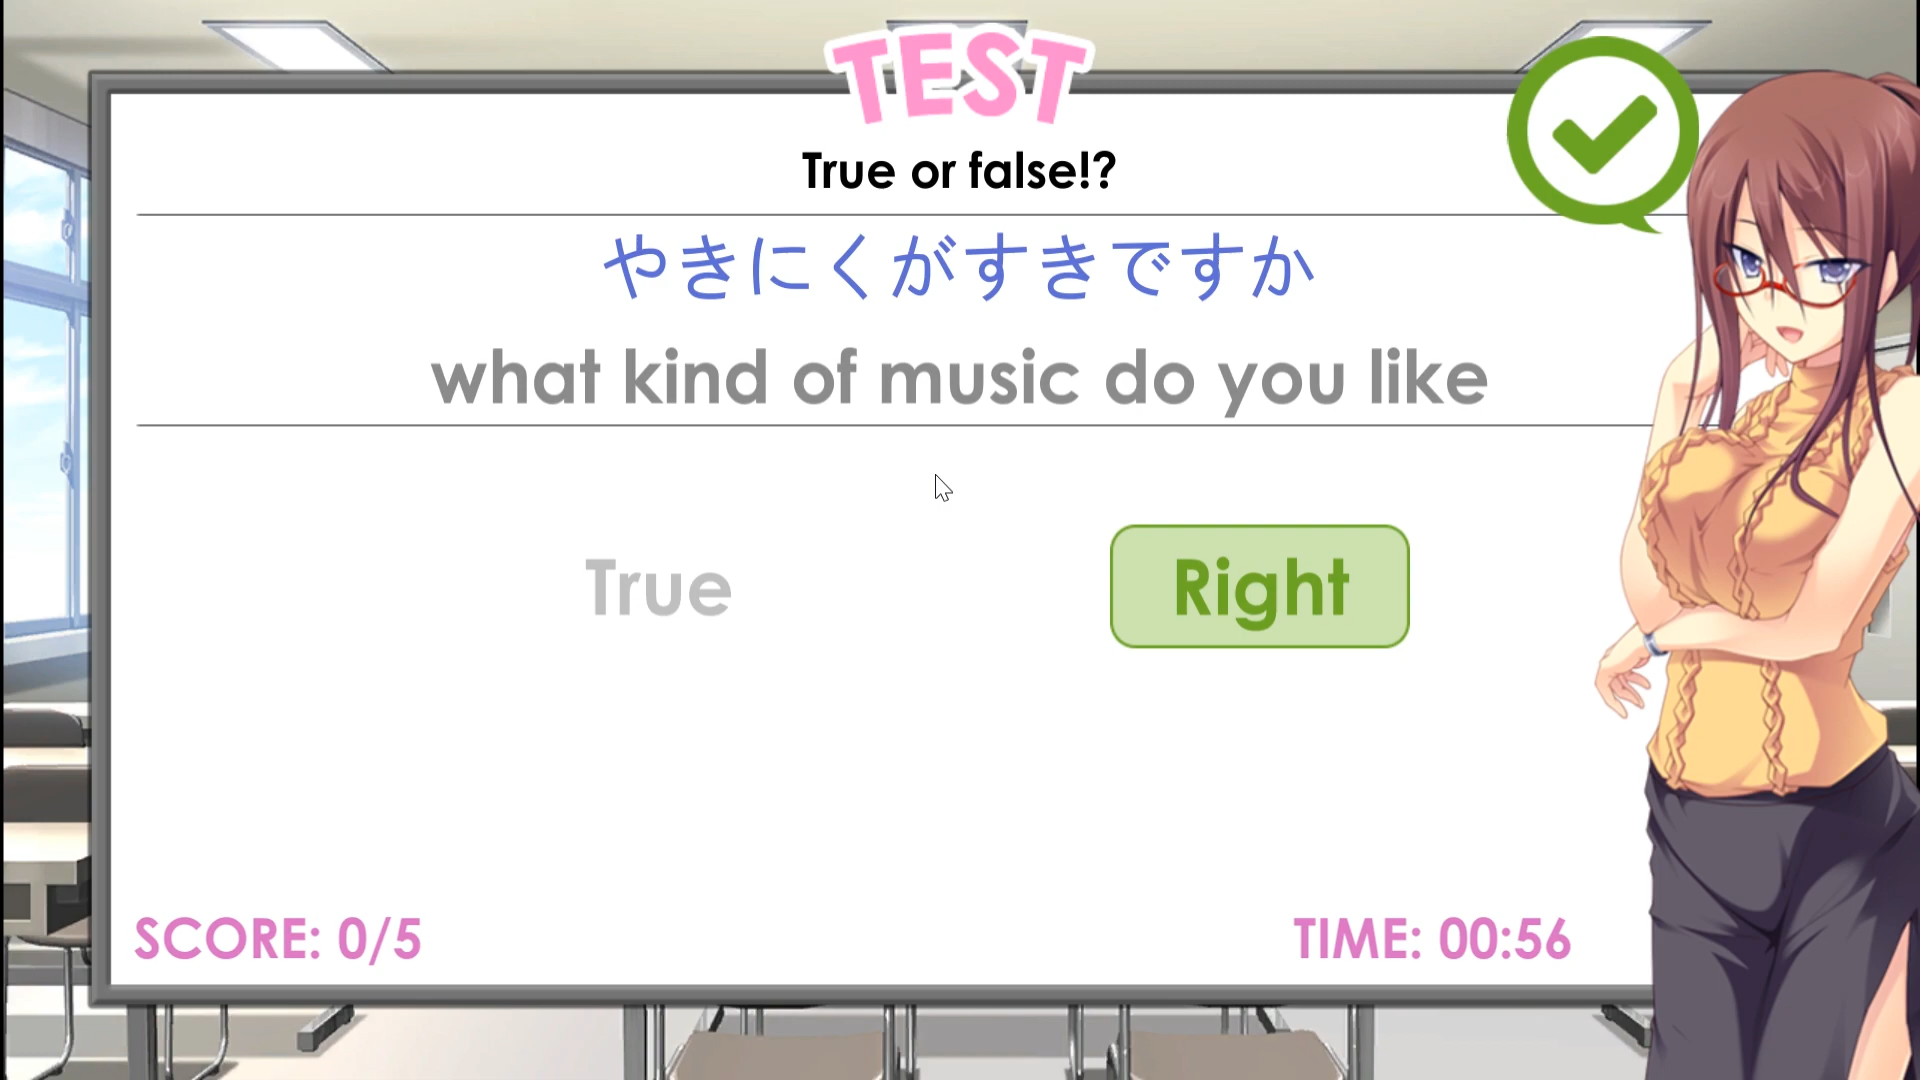 TEST
True or false!?
やきにくがすきですか
what kind of music do you like
True
Right
SCORE: 0/5
TIME: 00:56